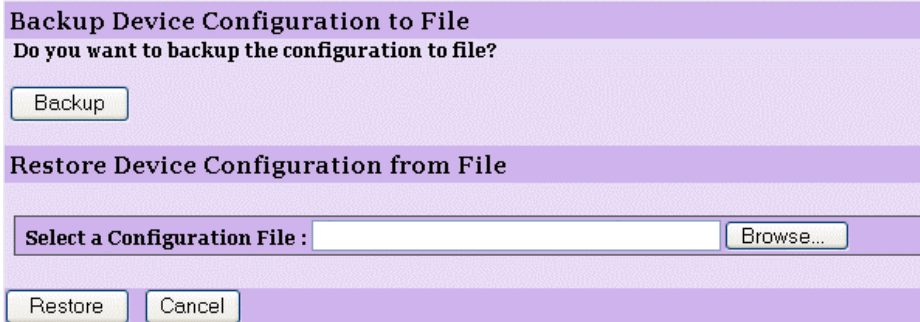 Backup Device Configuration to File
Do you want to backup the configuration to file?
Backup
Restore Device Configuration from File
Select a Configuration File : Browse...
Restore Cancel